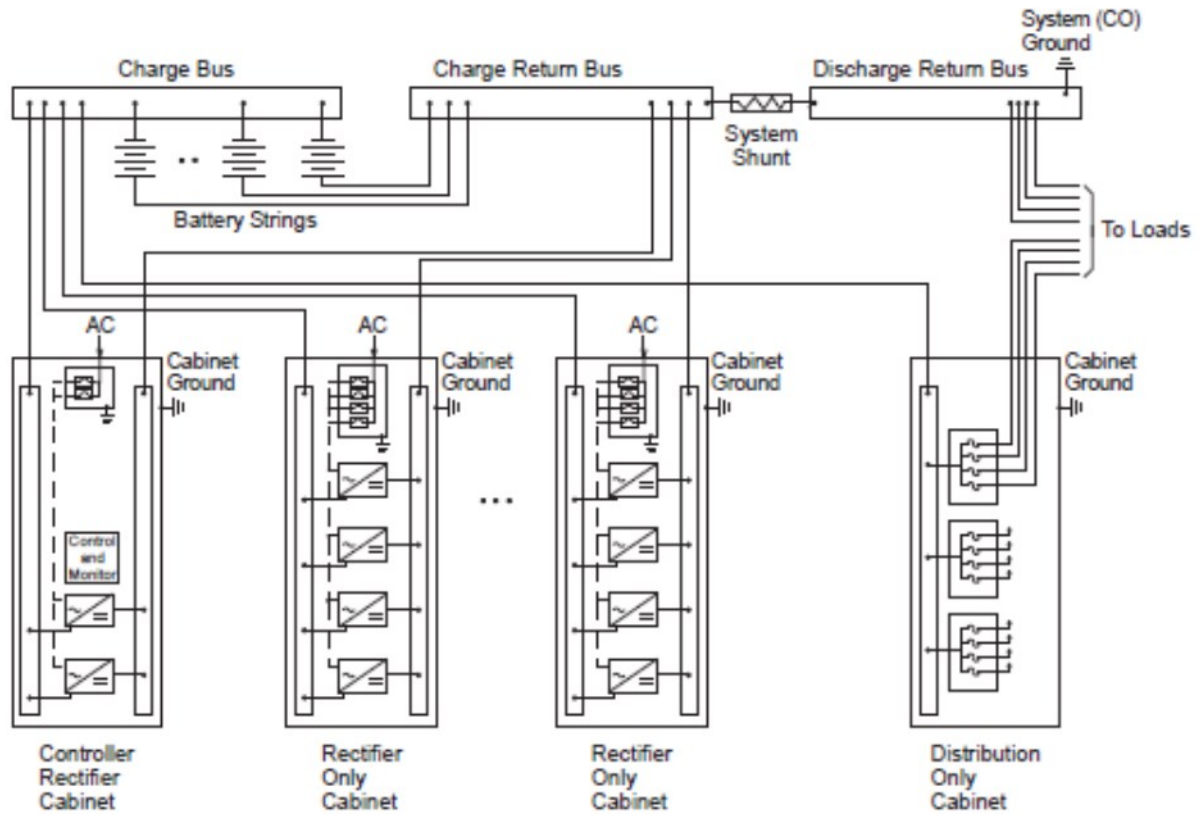 System (CO)
Ground
Charge Bus
Charge Return Bus
Discharge Return Bus
System
Shunt
Battery Strings
To Loads
AC
AC
AC
Cabinet
Ground
Cabinet
Ground
Cabinet
Ground
Cabinet
Ground
Control
and
Monitor
Controller
Rectifier
Cabinet
Rectifier
Only
Cabinet
Rectifier
Only
Cabinet
Distribution
Only
Cabinet